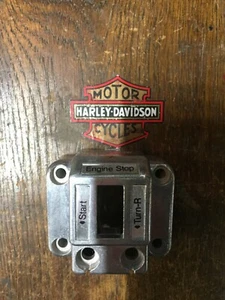 MOTOR
HARLEY-DAVIDSON
CYCLES
Engine Stop
Start
Turn-R